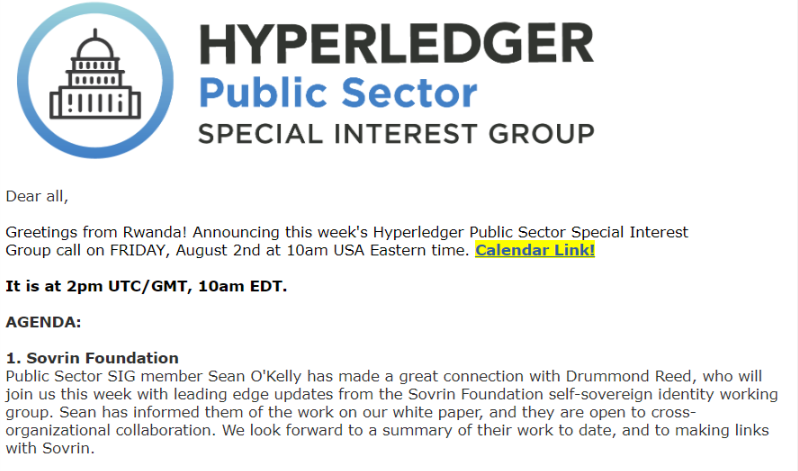 HYPERLEDGER
Public Sector
SPECIAL INTEREST GROUP
Dear all,
Greetings from Rwanda! Announcing this week's Hyperledger Public Sector Special Interest
Group call on FRIDAY, August 2nd at 10am USA Eastern time. Calendar Link!
It is at 2pm UTC/GMT, 10am EDT.
AGENDA:
1. Sovrin Foundation
Public Sector SIG member Sean O'Kelly has made a great connection with Drummond Reed, who will
join us this week with leading edge updates from the Sovrin Foundation self-sovereign identity working
group. Sean has informed them of the work on our white paper, and they are open to cross-
organizational collaboration. We look forward to a summary of their work to date, and to making links
with Sovrin.